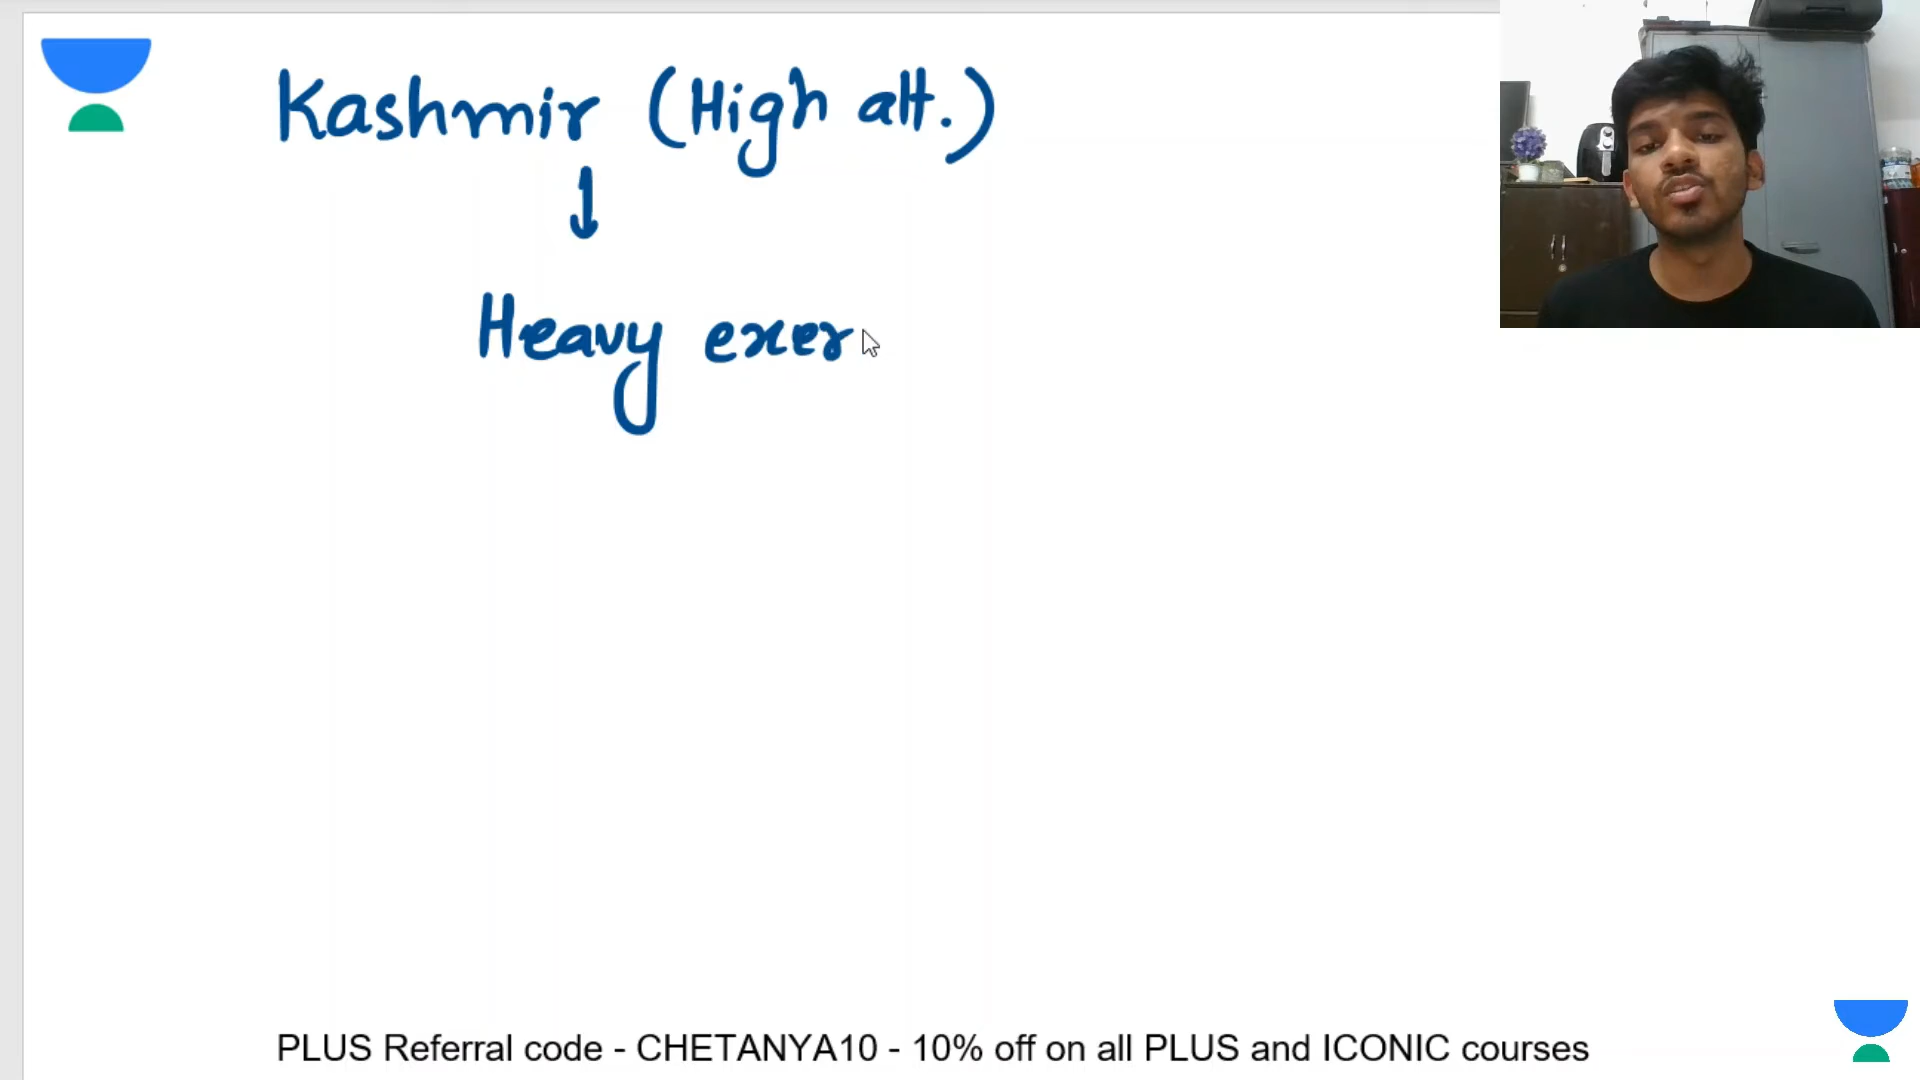 Kashmir (High alt.)
↓
Heavy exer
PLUS Referral code - CHETANYA10 - 10% off on all PLUS and ICONIC courses